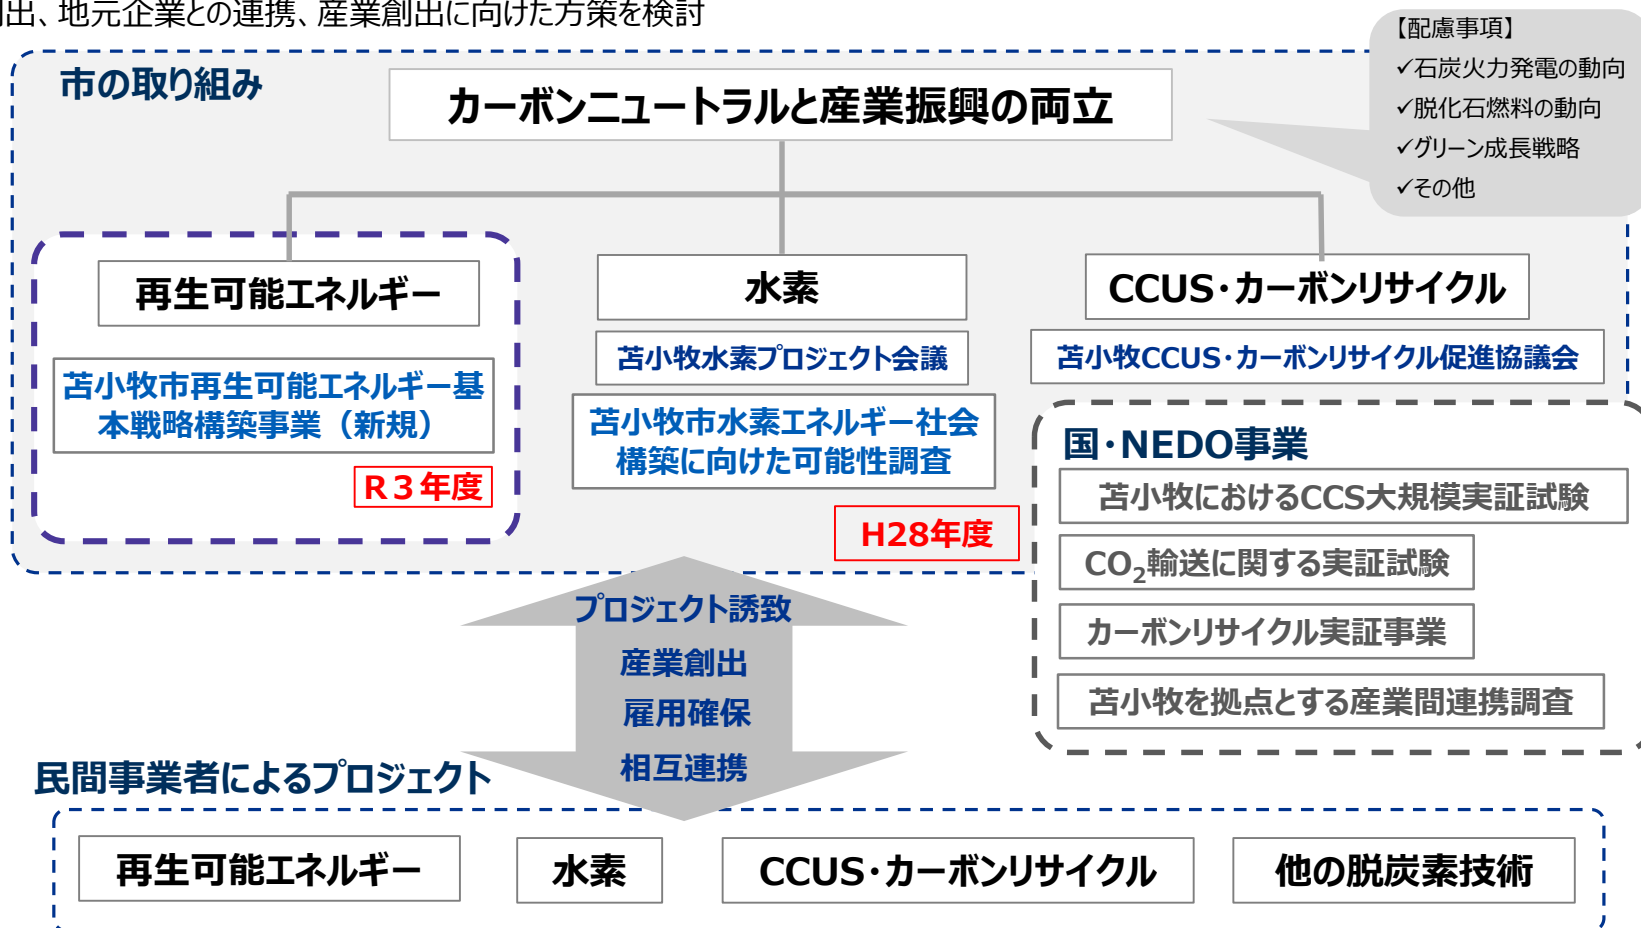 出、地元企業との連携、産業創出に向けた方策を検討
【配慮事項】
✓石炭火力発電の動向
✓脱化石燃料の動向
✓グリーン成長戦略
✓その他
市の取り組み
カーボンニュートラルと産業振興の両立
再生可能エネルギー
苫小牧市再生可能エネルギー基
本戦略構築事業（新規）
R３年度
水素
苫小牧水素プロジェクト会議
苫小牧市水素エネルギー社会
構築に向けた可能性調査
H28年度
CCUS・カーボンリサイクル
苫小牧CCUS・カーボンリサイクル促進協議会
国・NEDO事業
苫小牧におけるCCS大規模実証試験
CO₂輸送に関する実証試験
カーボンリサイクル実証事業
苫小牧を拠点とする産業間連携調査
プロジェクト誘致
産業創出
雇用確保
相互連携
民間事業者によるプロジェクト
再生可能エネルギー
水素
CCUS・カーボンリサイクル
他の脱炭素技術